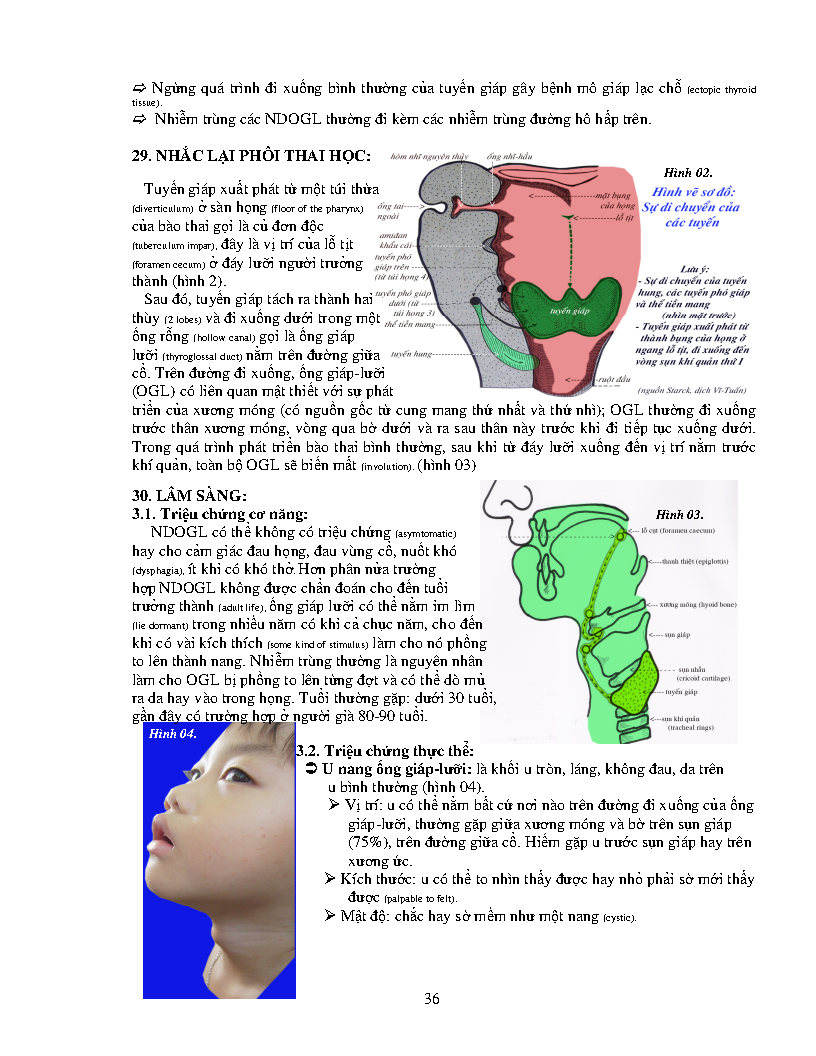 ➯ Ngừng quá trình đi xuống bình thường của tuyến giáp gây bệnh mô giáp lạc chỗ (ectopic thyroid
tissue).
➯ Nhiễm trùng các NDOGL thường đi kèm các nhiễm trùng đường hô hấp trên.
29. NHẮC LẠI PHÔI THAI HỌC:
Tuyến giáp xuất phát từ một túi thừa
(diverticulum) ở sàn họng (floor of the pharynx)
của bào thai gọi là củ đơn độc
(tuberculum impar), đây là vị trí của lỗ tịt
(foramen cecum) ở đáy lưỡi người trưởng
thành (hình 2).
Sau đó, tuyến giáp tách ra thành hai
thùy (2 lobes) và đi xuống dưới trong một
ống rỗng (hollow canal) gọi là ống giáp
lưỡi (thyroglossal duct) nằm trên đường giữa
cổ. Trên đường đi xuống, ống giáp-lưỡi
(OGL) có liên quan mật thiết với sự phát
triển của xương móng (có nguồn gốc từ cung mang thứ nhất và thứ nhì); OGL thường đi xuống
trước thân xương móng, vòng qua bờ dưới và ra sau thân này trước khi đi tiếp tục xuống dưới.
Trong quá trình phát triển bào thai bình thường, sau khi từ đáy lưỡi xuống đến vị trí nằm trước
khí quản, toàn bộ OGL sẽ biến mất (involution). (hình 03)
hòm nhĩ nguyên thủy
ống nhĩ-hầu
ống tai----->
ngoài
amiđan
khẩu cái--
tuyến phó
giáp trên ------
(từ túi họng 4)
tuyến phó giáp
dưới (từ ------
túi họng 3)
thể tiền mang---
tuyến hung---
<----------------mặt bụng
của họng
<-----------lỗ tịt
tuyến giáp
<-------ruột đầu
Hình 02.
Hình vẽ sơ đồ:
Sự di chuyển của
các tuyến
Lưu ý:
- Sự di chuyển của tuyến
hung, các tuyến phó giáp
và thể tiền mang
(nhìn mặt trước)
- Tuyến giáp xuất phát từ
thành bụng của họng ở
ngang lỗ tịt, đi xuống đến
vòng sụn khí quản thứ I
(nguồn Starck, dịch Vĩ-Tuấn)
30. LÂM SÀNG:
3.1. Triệu chứng cơ năng:
NDOGL có thể không có triệu chứng (asymtomatic)
hay cho cảm giác đau họng, đau vùng cổ, nuốt khó
(dysphagia), ít khi có khó thở. Hơn phân nửa trường
hợp NDOGL không được chẩn đoán cho đến tuổi
trưởng thành (adult life), ống giáp lưỡi có thể nằm im lìm
(lie dormant) trong nhiều năm có khi cả chục năm, cho đến
khi có vài kích thích (some kind of stimulus) làm cho nó phồng
to lên thành nang. Nhiễm trùng thường là nguyên nhân
làm cho OGL bị phồng to lên từng đợt và có thể dò mủ
ra da hay vào trong họng. Tuổi thường gặp: dưới 30 tuổi,
gần đây có trường hợp ở người già 80-90 tuổi.
Hình 03.
<--- lỗ cụt (foramen caecum)
<----thanh thiệt (epiglottis)
<--- xương móng (hyoid bone)
<---- sụn giáp
<- - - - - sụn nhẫn
(cricoid cartilage)
<----- tuyến giáp
<---sụn khí quản
(tracheal rings)
Hình 04.
3.2. Triệu chứng thực thể:
➲ U nang ống giáp-lưỡi: là khối u tròn, láng, không đau, da trên
u bình thường (hình 04).
➢ Vị trí: u có thể nằm bất cứ nơi nào trên đường đi xuống của ống
giáp-lưỡi, thường gặp giữa xương móng và bờ trên sụn giáp
(75%), trên đường giữa cổ. Hiếm gặp u trước sụn giáp hay trên
xương ức.
➢ Kích thước: u có thể to nhìn thấy được hay nhỏ phải sờ mới thấy
được (palpable to felt).
➢ Mật độ: chắc hay sờ mềm như một nang (cystic).
36